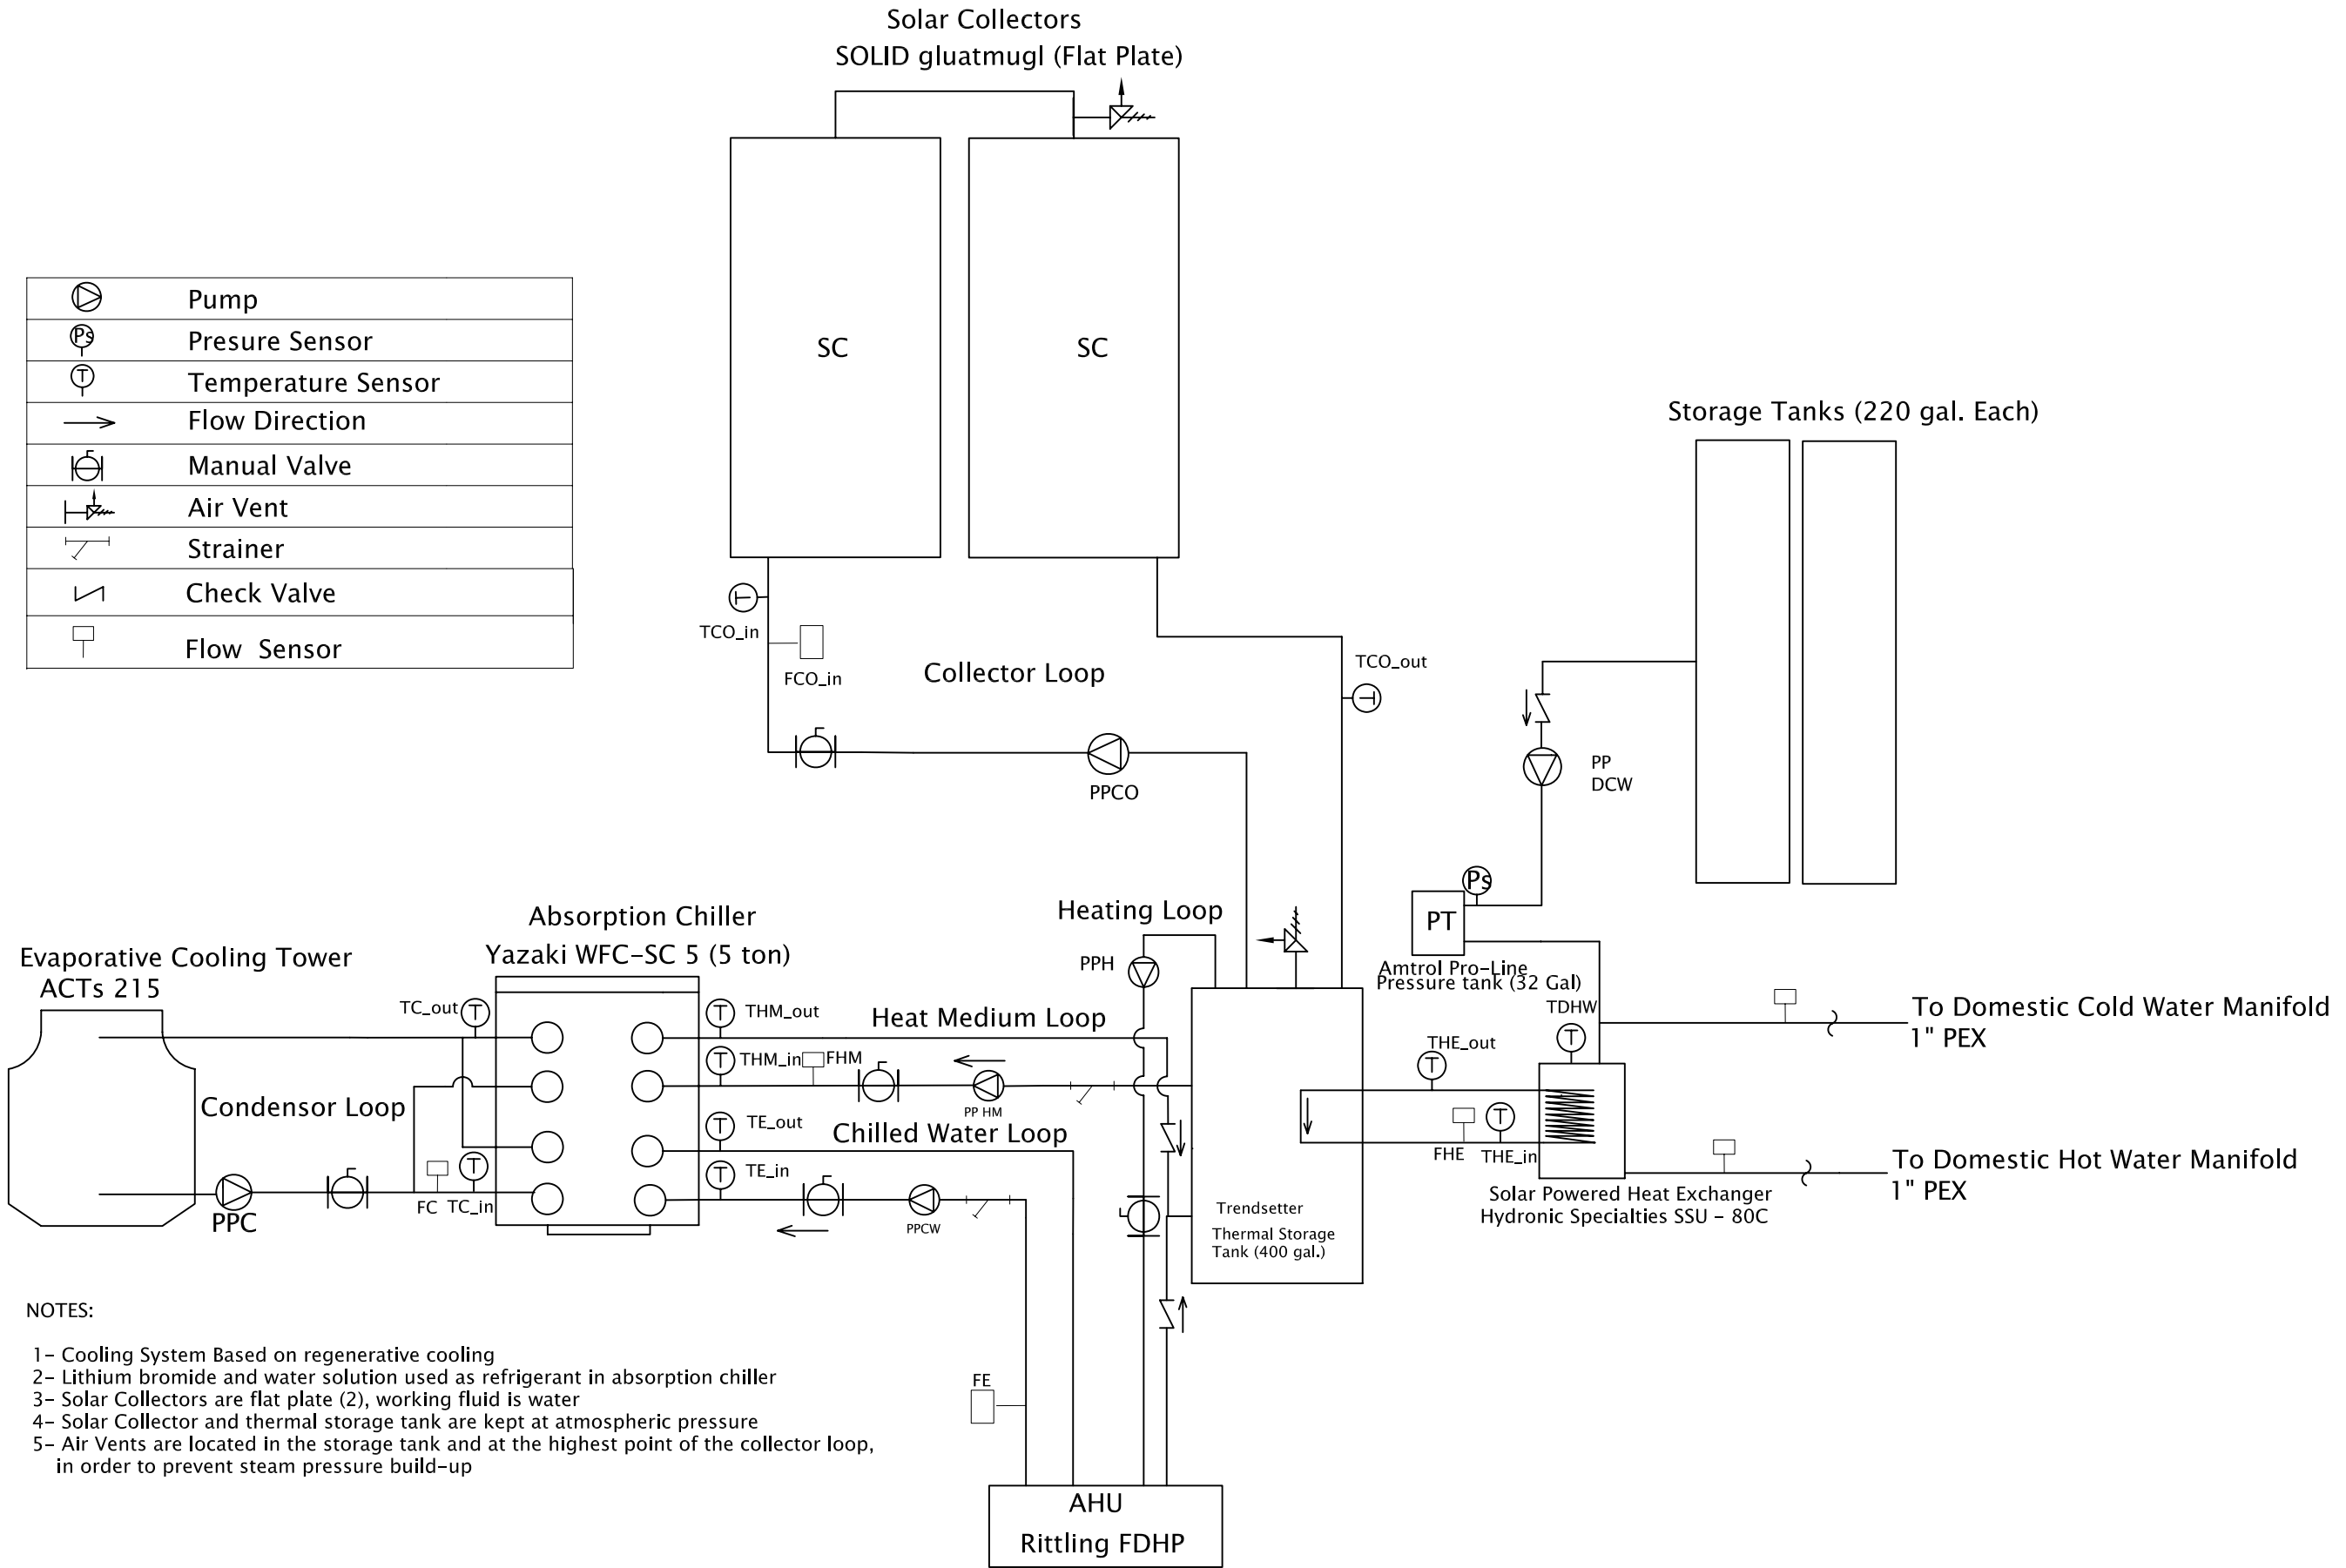 Solar Collectors
SOLID gluatmugl (Flat Plate)
SC
SC
Pump
Ps
Presure Sensor
T
Temperature Sensor
Flow Direction
Manual Valve
Air Vent
Strainer
Check Valve
Flow Sensor
T
TCO_in
FCO_in
Collector Loop
TCO_out
T
PPCO
Storage Tanks (220 gal. Each)
PP
DCW
Ps
PT
Amtrol Pro-Line
Pressure tank (32 Gal)
TDHW
T
To Domestic Cold Water Manifold
1" PEX
Evaporative Cooling Tower
ACTs 215
Absorption Chiller
Yazaki WFC-SC 5 (5 ton)
Heating Loop
PPH
TC_out
T
T
THM_out
Heat Medium Loop
T
THM_in
FHM
PP HM
Condensor Loop
T
TE_out
Chilled Water Loop
T
TE_in
PPCW
PPC
FC
TC_in
T
THE_out
T
FHE
THE_in
T
To Domestic Hot Water Manifold
1" PEX
Solar Powered Heat Exchanger
Hydronic Specialties SSU - 80C
Trendsetter
Thermal Storage
Tank (400 gal.)
NOTES:
1- Cooling System Based on regenerative cooling
2- Lithium bromide and water solution used as refrigerant in absorption chiller
3- Solar Collectors are flat plate (2), working fluid is water
4- Solar Collector and thermal storage tank are kept at atmospheric pressure
5- Air Vents are located in the storage tank and at the highest point of the collector loop,
in order to prevent steam pressure build-up
FE
AHU
Rittling FDHP